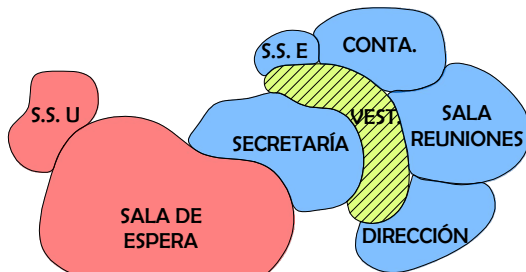 S.S. E
CONTA.
S.S. U
VEST.
SALA
REUNIONES
SECRETARÍA
SALA DE
ESPERA
DIRECCIÓN